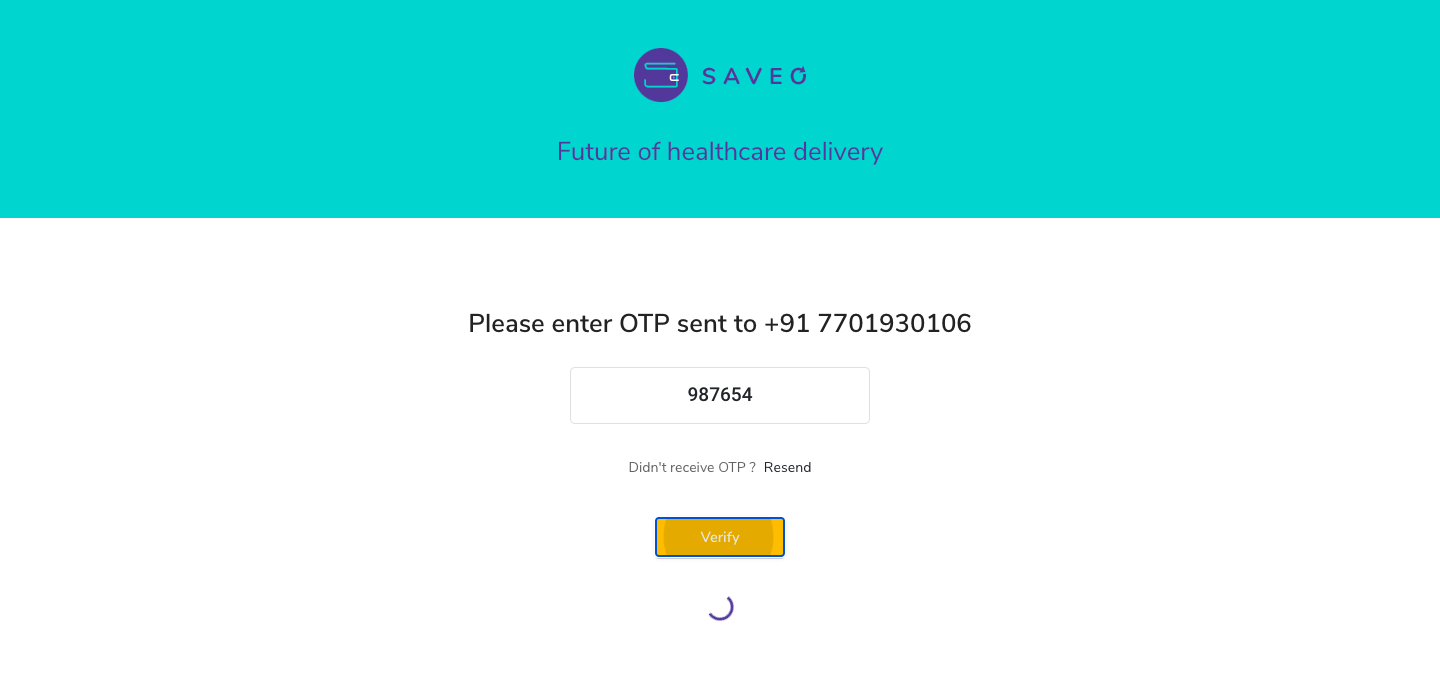 SAVEO
Future of healthcare delivery
Please enter OTP sent to +91 7701930106
987654
Didn't receive OTP ? Resend
Verify